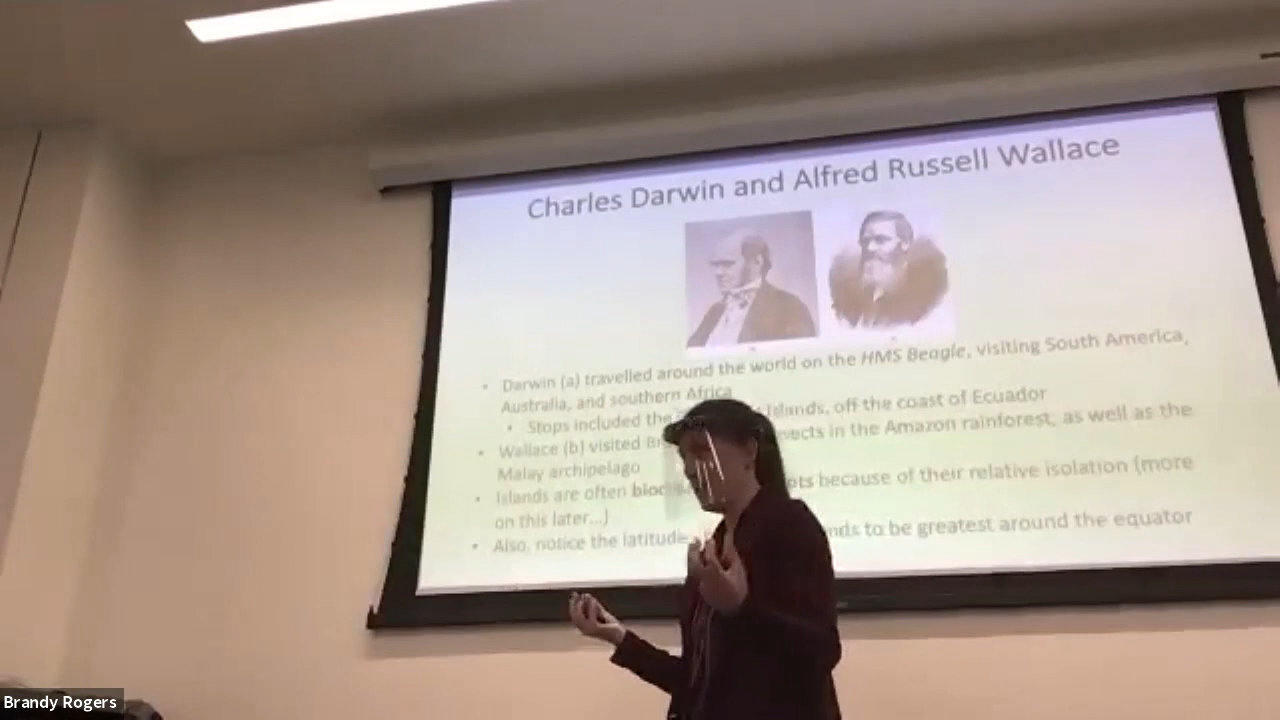 Charles Darwin and Alfred Russell Wallace
• Darwin (a) travelled around the world on the HMS Beagle, visiting South America,
Australia, and southern Africa
• Stops included the Islands, off the coast of Ecuador
• Wallace (b) visited in the Amazon rainforest, as well as the
Malay archipelago
• Islands are often because of their relative isolation (more
on this later...)
• Also, notice the latitude to be greatest around the equator
Brandy Rogers